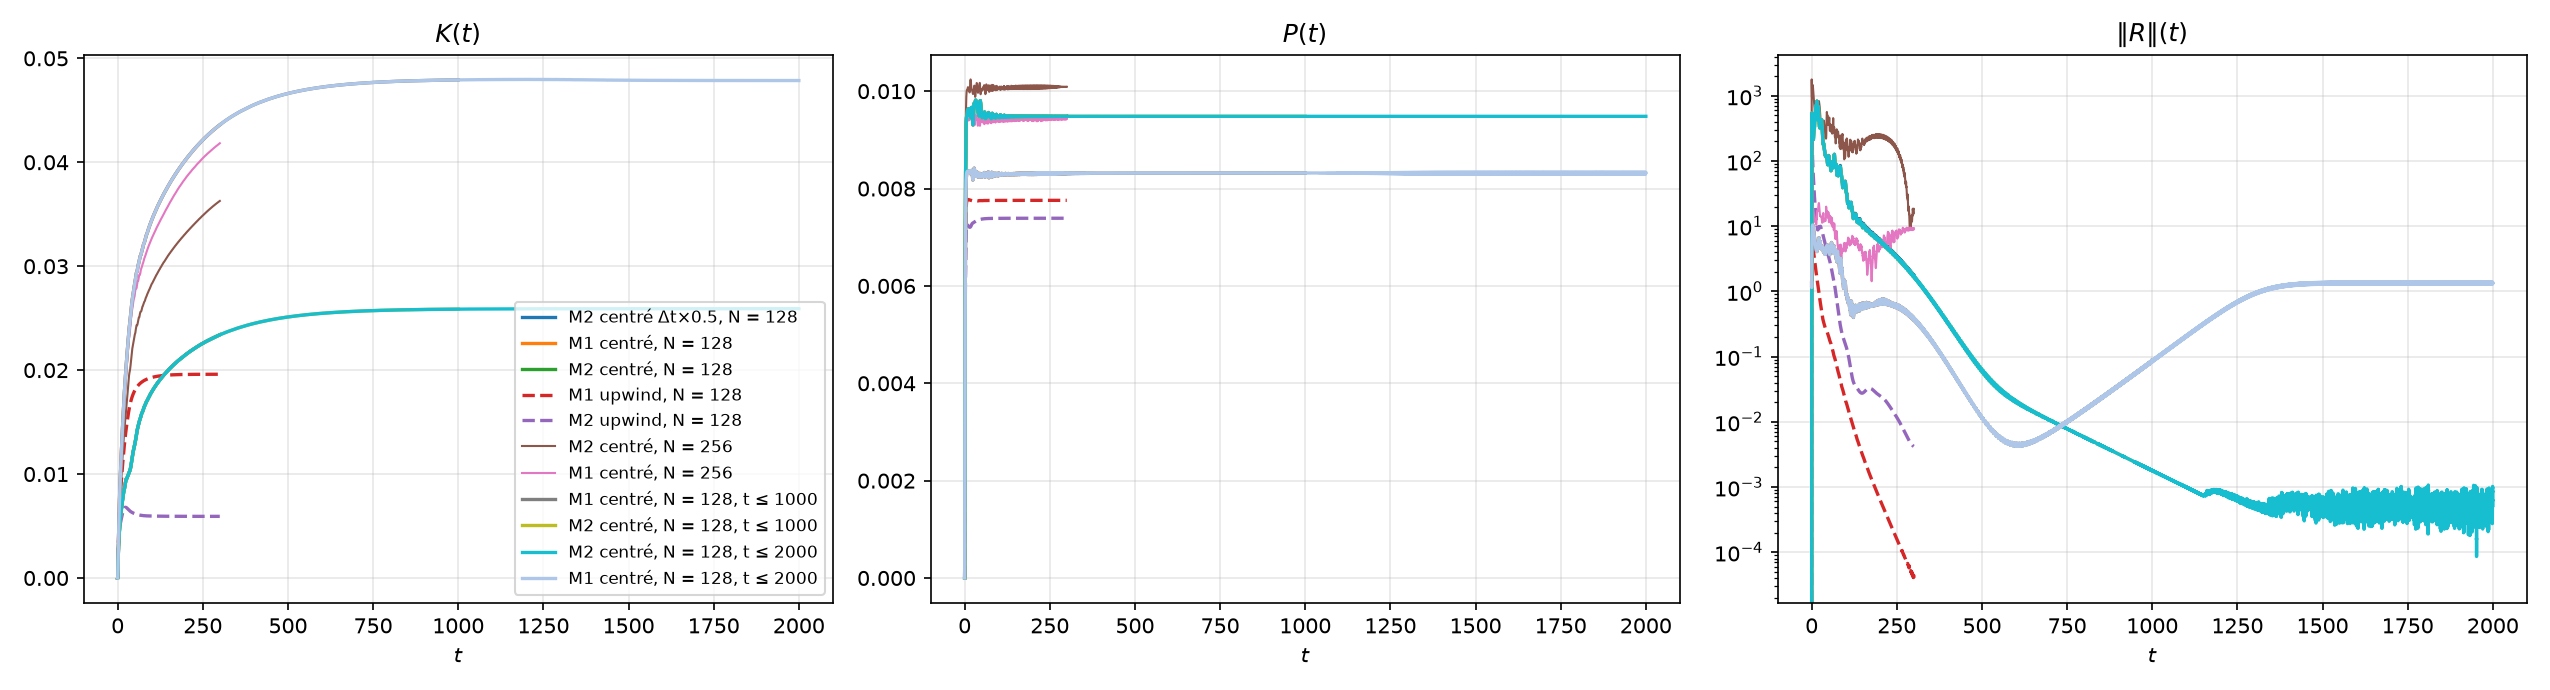 K(t)
0.05
0.04
0.03
0.02
0.01
0.00
0 250 500 750 1000 1250 1500 1750 2000
t
M2 centré Δt×0.5, N = 128
M1 centré, N = 128
M2 centré, N = 128
M1 upwind, N = 128
M2 upwind, N = 128
M2 centré, N = 256
M1 centré, N = 256
M1 centré, N = 128, t ≤ 1000
M2 centré, N = 128, t ≤ 1000
M2 centré, N = 128, t ≤ 2000
M1 centré, N = 128, t ≤ 2000
P(t)
0.010
0.008
0.006
0.004
0.002
0.000
0 250 500 750 1000 1250 1500 1750 2000
t
‖R‖(t)
10³
10²
10¹
10⁰
10⁻¹
10⁻²
10⁻³
10⁻⁴
0 250 500 750 1000 1250 1500 1750 2000
t